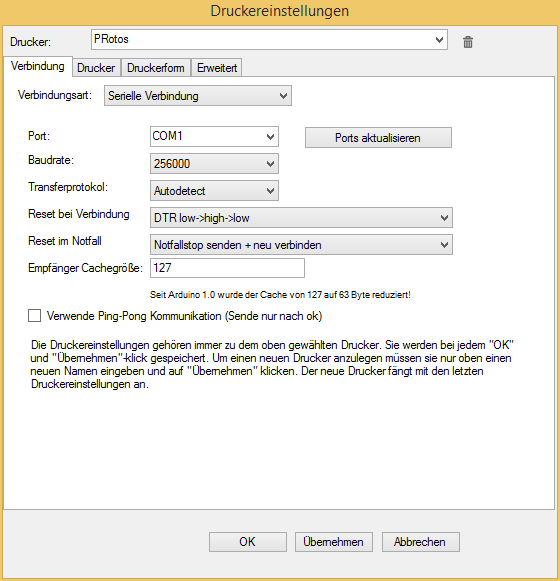 Druckereinstellungen
Drucker: PRotos
Verbindung Drucker Druckerform Erweitert
Verbindungsart: Serielle Verbindung
Port: COM1 Ports aktualisieren
Baudrate: 256000
Transferprotokol: Autodetect
Reset bei Verbindung DTR low->high->low
Reset im Notfall Notfallstop senden + neu verbinden
Empfänger Cachegröße: 127
Seit Arduino 1.0 wurde der Cache von 127 auf 63 Byte reduziert!
Verwende Ping-Pong Kommunikation (Sende nur nach ok)
Die Druckereinstellungen gehören immer zu dem oben gewählten Drucker. Sie werden bei jedem "OK"
und "Übernehmen"-klick gespeichert. Um einen neuen Drucker anzulegen müssen sie nur oben einen
neuen Namen eingeben und auf "Übernehmen" klicken. Der neue Drucker fängt mit den letzten
Druckereinstellungen an.
OK Übernehmen Abbrechen